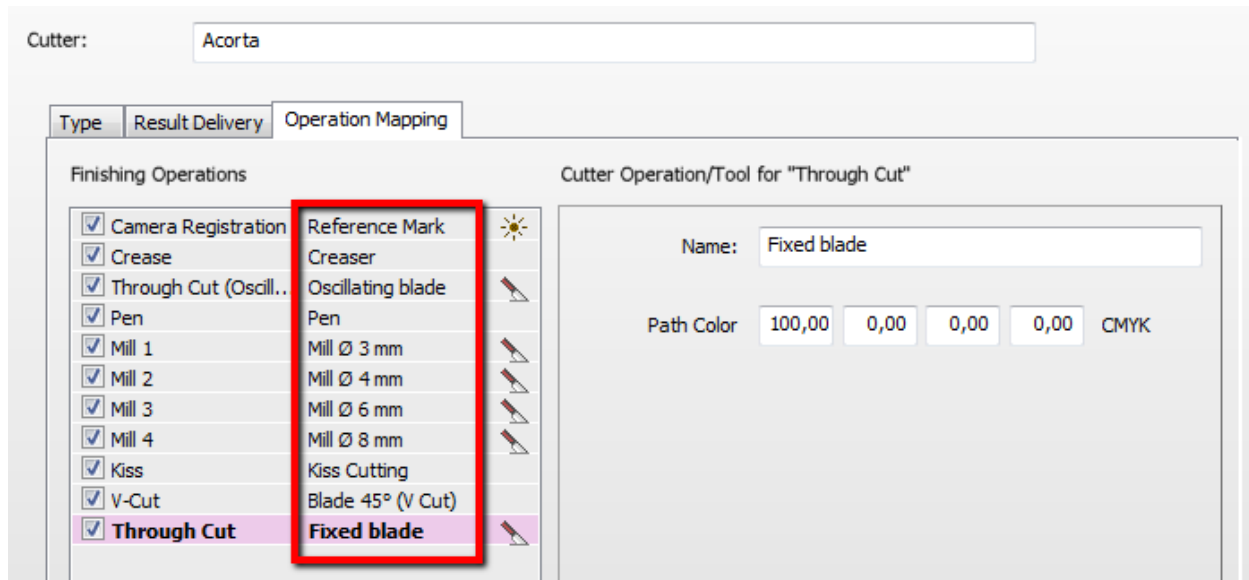 Cutter: Acorta
Type Result Delivery Operation Mapping
Finishing Operations Cutter Operation/Tool for "Through Cut"
Camera Registration Reference Mark
Crease Creaser
Through Cut (Oscill... Oscillating blade
Pen Pen
Mill 1 Mill Ø 3 mm
Mill 2 Mill Ø 4 mm
Mill 3 Mill Ø 6 mm
Mill 4 Mill Ø 8 mm
Kiss Kiss Cutting
V-Cut Blade 45º (V Cut)
Through Cut Fixed blade
Name: Fixed blade
Path Color 100,00 0,00 0,00 0,00 CMYK